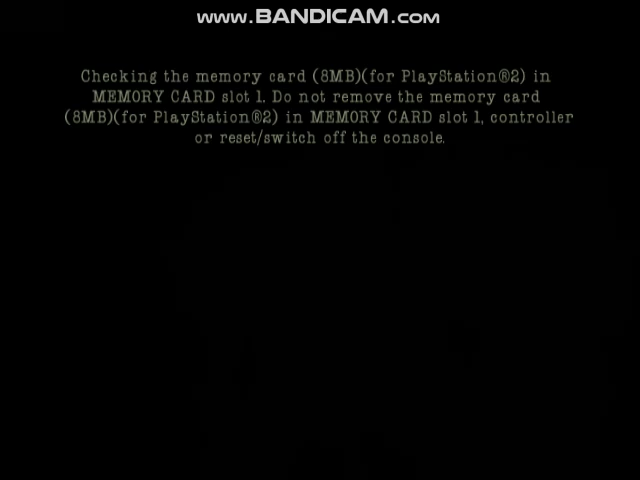 www.BANDICAM.com
Checking the memory card (8MB)(for PlayStation®2) in
MEMORY CARD slot 1. Do not remove the memory card
(8MB)(for PlayStation®2) in MEMORY CARD slot 1, controller
or reset/switch off the console.